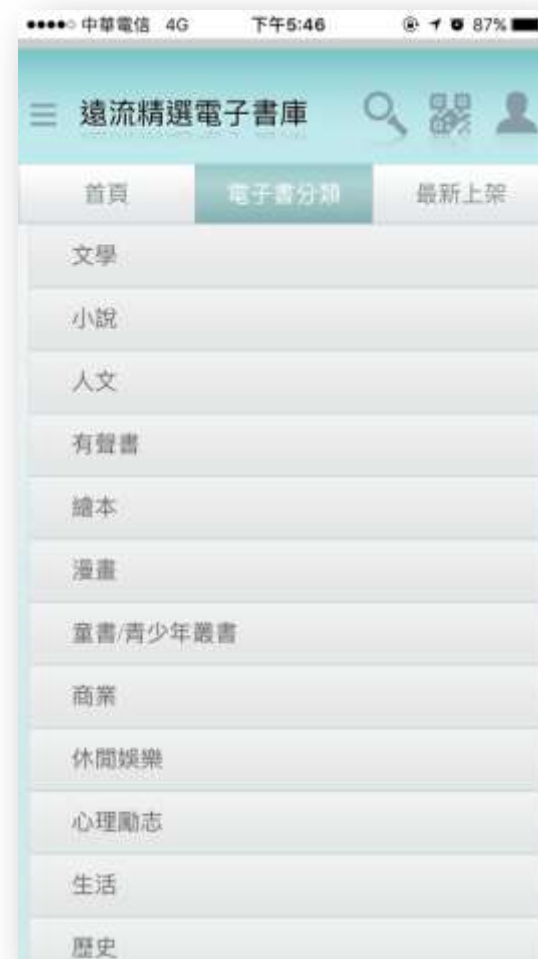 中華電信 4G 下午5:46 87%
遠流精選電子書庫
首頁 電子書分類 最新上架
文學
小說
人文
有聲書
繪本
漫畫
童書/青少年叢書
商業
休閒娛樂
心理勵志
生活
歷史